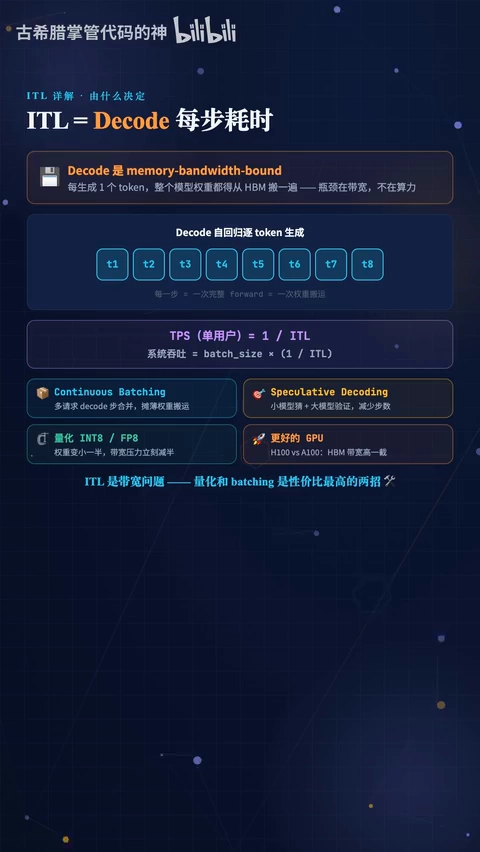 古希腊掌管代码的神 bilibili
ITL 详解 · 由什么决定
ITL = Decode 每步耗时
Decode 是 memory-bandwidth-bound
每生成 1 个 token，整个模型权重都得从 HBM 搬一遍 —— 瓶颈在带宽，不在算力
Decode 自回归逐 token 生成
t1 t2 t3 t4 t5 t6 t7 t8
每一步 = 一次完整 forward = 一次权重搬运
TPS (单用户) = 1 / ITL
系统吞吐 = batch_size × (1 / ITL)
Continuous Batching
多请求 decode 步合并，摊薄权重搬运
Speculative Decoding
小模型猜 + 大模型验证，减少步数
量化 INT8 / FP8
权重变小一半，带宽压力立刻减半
更好的 GPU
H100 vs A100：HBM 带宽高一截
ITL 是带宽问题 —— 量化和 batching 是性价比最高的两招